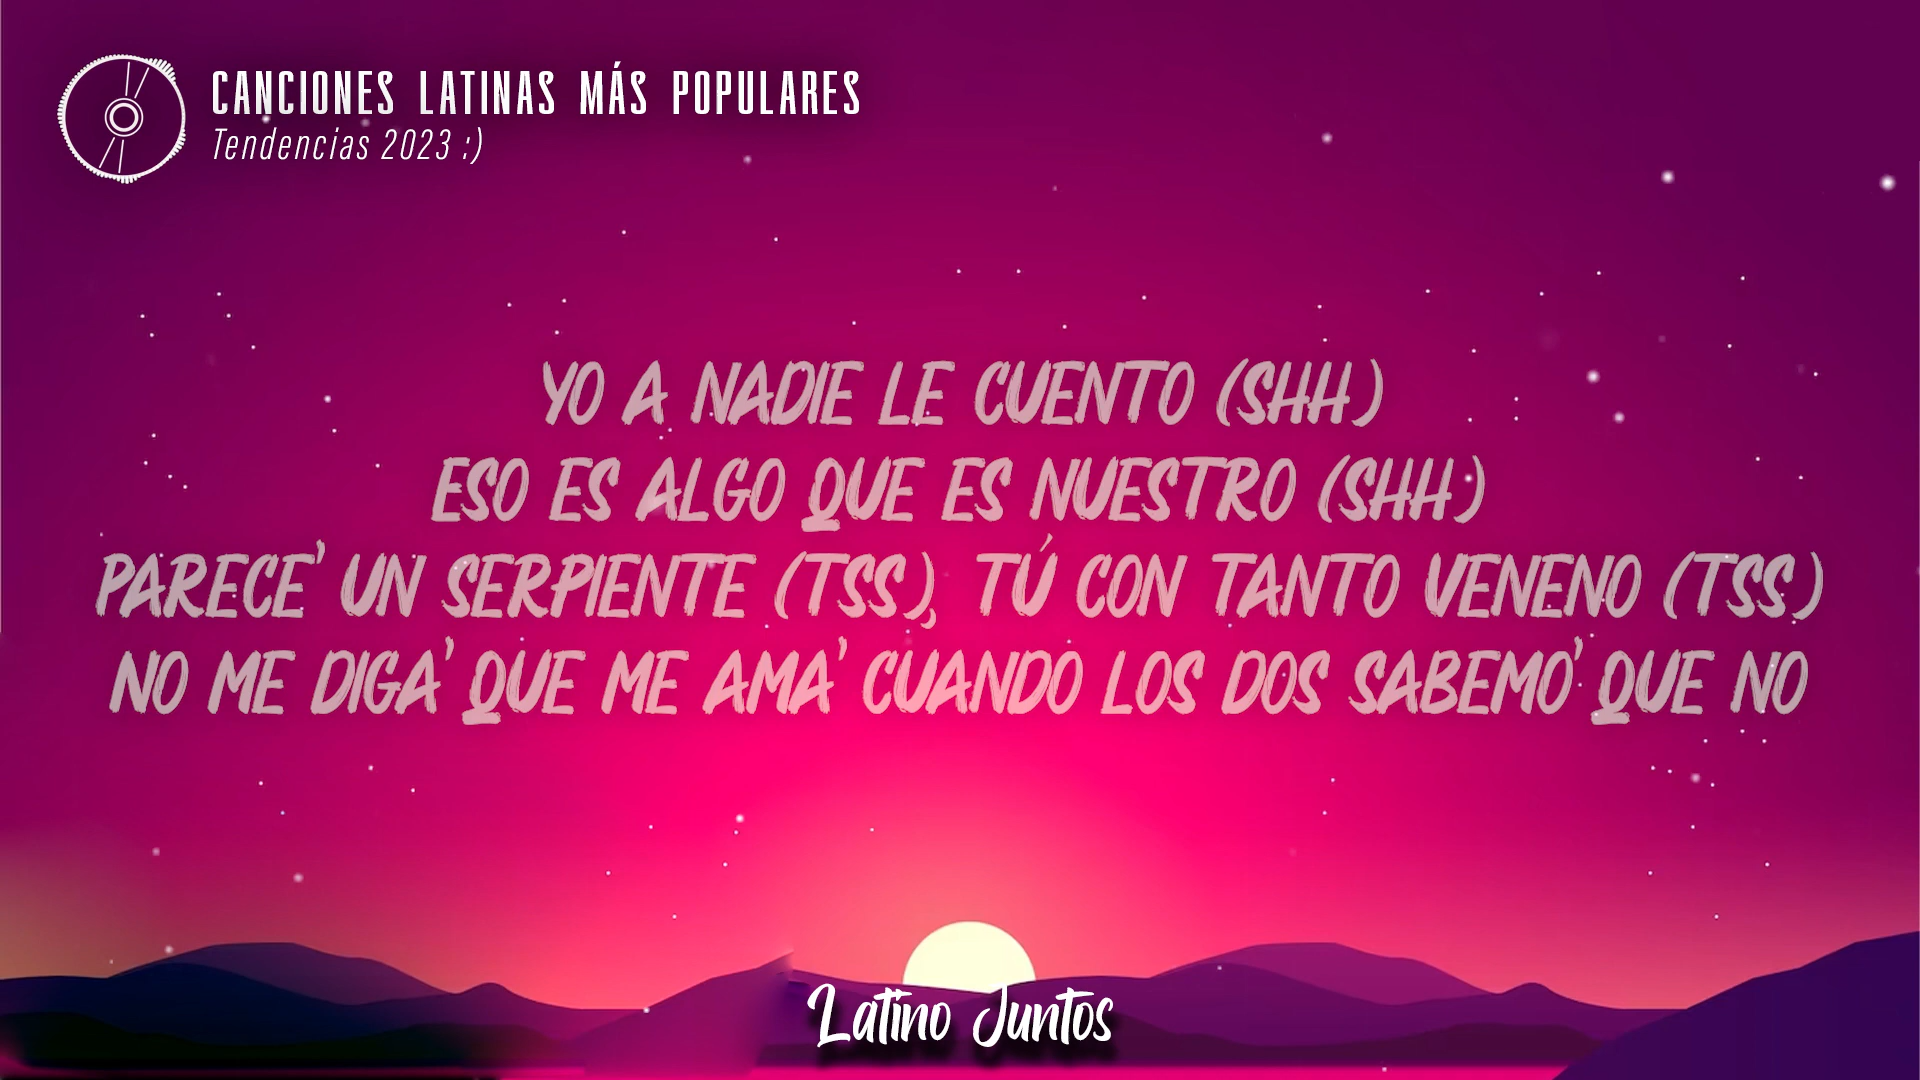 CANCIONES LATINAS MÁS POPULARES
Tendencias 2023 :)
YO A NADIE LE CUENTO (SHH)
ESO ES ALGO QUE ES NUESTRO (SHH)
PARECE' UN SERPIENTE (TSS), TÚ CON TANTO VENENO (TSS)
NO ME DIGA' QUE ME AMA' CUANDO LOS DOS SABEMO' QUE NO
Latino Juntos